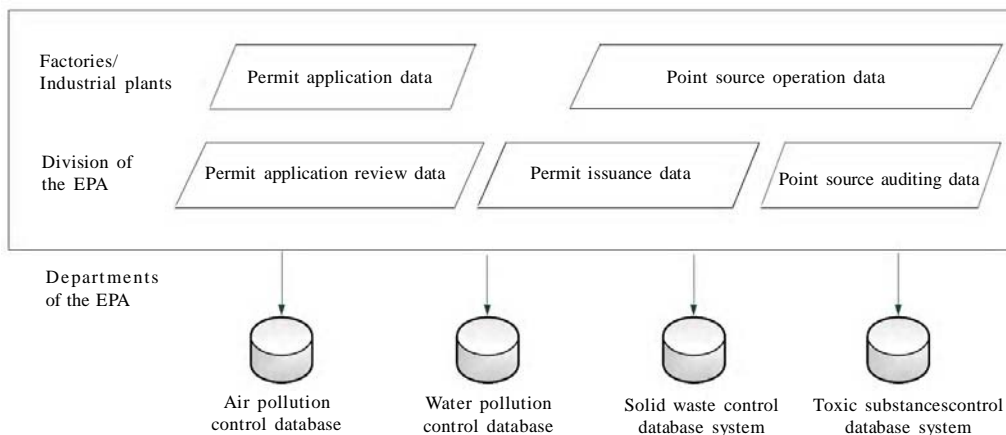 Factories/
Industrial plants
Permit application data
Point source operation data
Division of
the EPA
Permit application review data
Permit issuance data
Point source auditing data
Departments
of the EPA
Air pollution
control database
Water pollution
control database
Solid waste control
database system
Toxic substancescontrol
database system